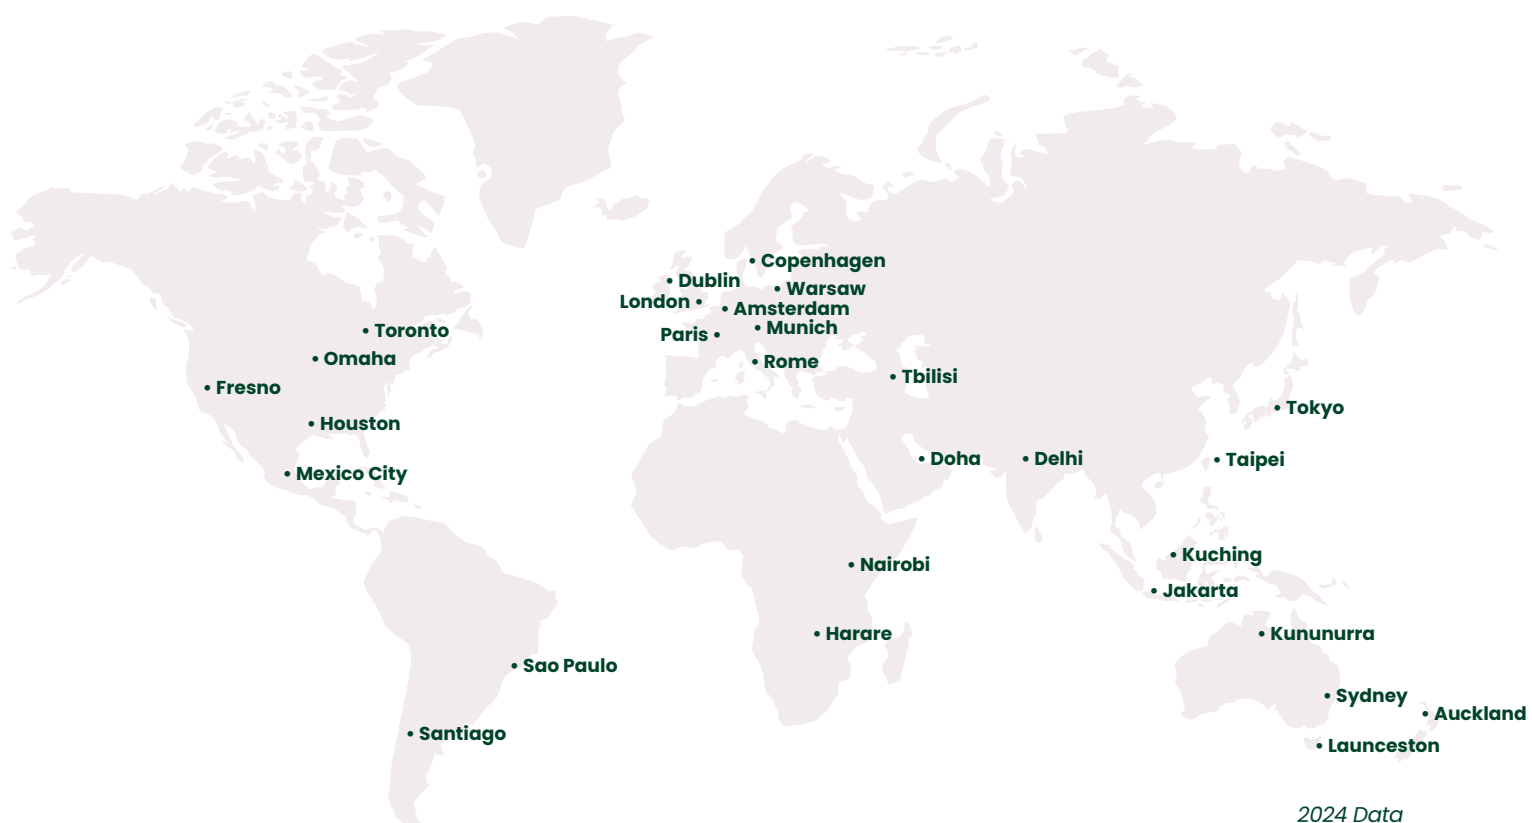 • Copenhagen
• Dublin
• Warsaw
London •
• Amsterdam
• Munich
Paris •
• Toronto
• Omaha
• Rome
• Tbilisi
• Fresno
• Tokyo
• Houston
• Doha
• Delhi
• Taipei
• Mexico City
• Kuching
• Nairobi
• Jakarta
• Harare
• Kununurra
• Sao Paulo
• Sydney
• Auckland
• Santiago
• Launceston
2024 Data